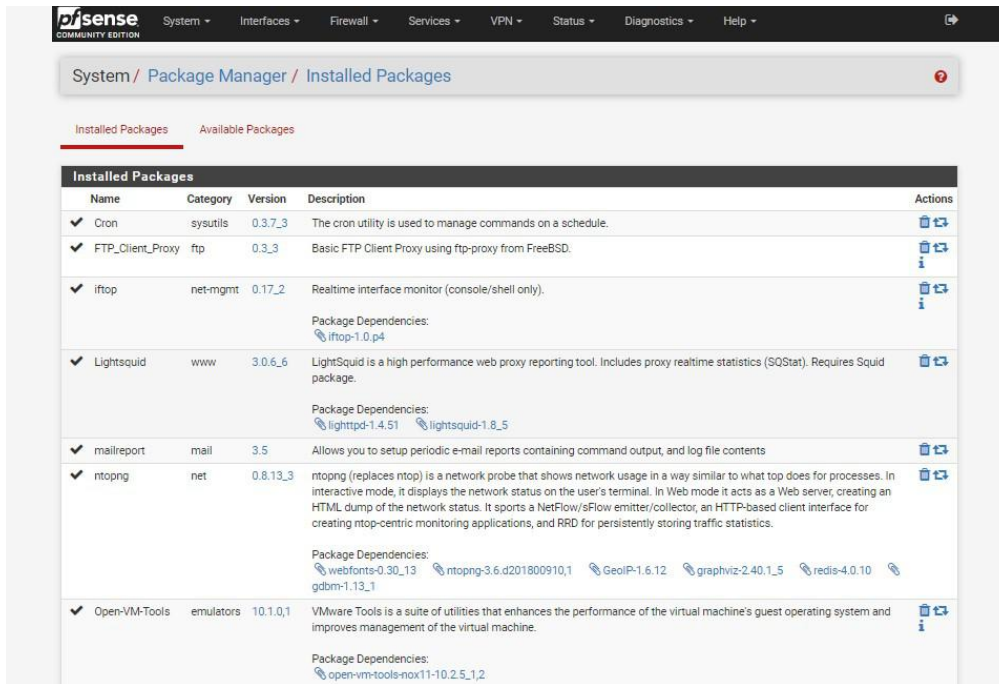 pfsense System Interfaces Firewall Services VPN Status Diagnostics Help
COMMUNITY EDITION
System / Package Manager / Installed Packages
Installed Packages Available Packages
Installed Packages
Name Category Version Description Actions
Cron sysutils 0.3.7_3 The cron utility is used to manage commands on a schedule.
FTP_Client_Proxy ftp 0.3_3 Basic FTP Client Proxy using ftp-proxy from FreeBSD.
iftop net-mgmt 0.17_2 Realtime interface monitor (console/shell only).
Package Dependencies:
iftop-1.0.p4
Lightsquid www 3.0.6_6 LightSquid is a high performance web proxy reporting tool. Includes proxy realtime statistics (SQStat). Requires Squid
package.
Package Dependencies:
lighttpd-1.4.51 lightsquid-1.8_5
mailreport mail 3.5 Allows you to setup periodic e-mail reports containing command output, and log file contents
ntopng net 0.8.13_3 ntopng (replaces ntop) is a network probe that shows network usage in a way similar to what top does for processes. In
interactive mode, it displays the network status on the user's terminal. In Web mode it acts as a Web server, creating an
HTML dump of the network status. It sports a NetFlow/sFlow emitter/collector, an HTTP-based client interface for
creating ntop-centric monitoring applications, and RRD for persistently storing traffic statistics.
Package Dependencies:
webfonts-0.30_13 ntopng-3.6.d201800910,1 GeoIP-1.6.12 graphviz-2.40.1_5 redis-4.0.10
gdbm-1.13_1
Open-VM-Tools emulators 10.1.0,1 VMware Tools is a suite of utilities that enhances the performance of the virtual machine's guest operating system and
improves management of the virtual machine.
Package Dependencies:
open-vm-tools-nox11-10.2.5_1,2